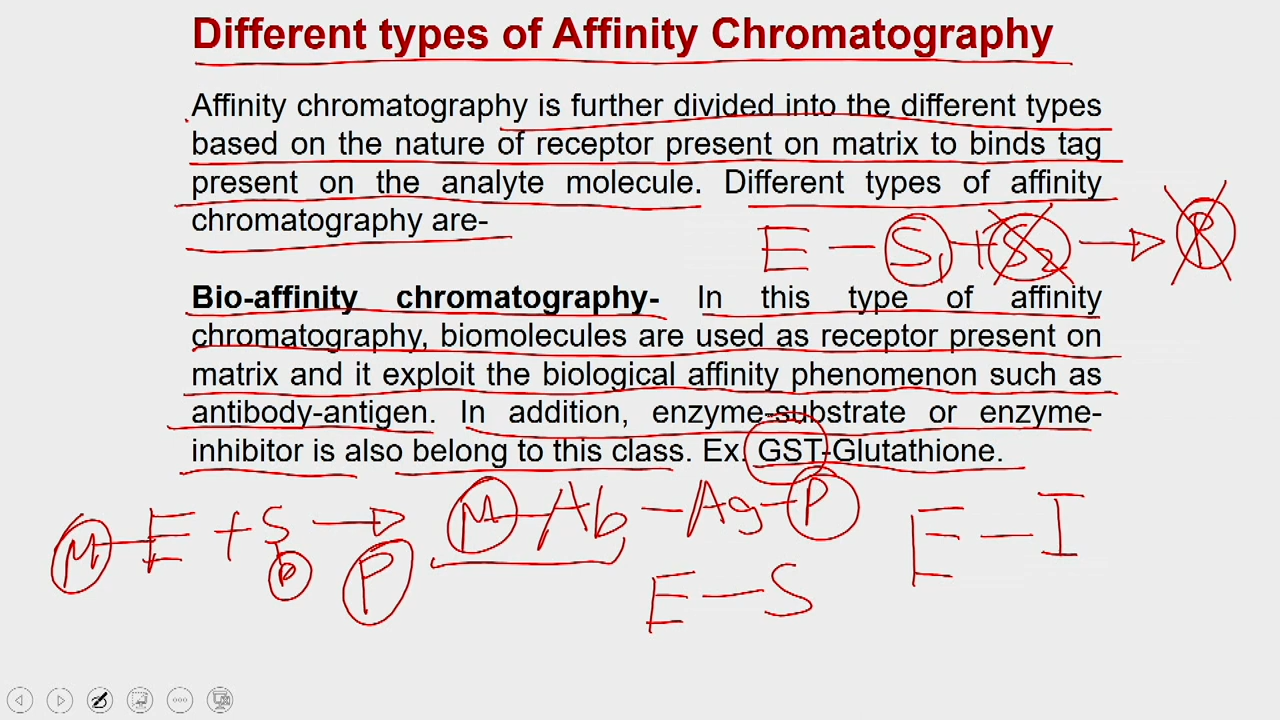 Different types of Affinity Chromatography
Affinity chromatography is further divided into the different types
based on the nature of receptor present on matrix to binds tag
present on the analyte molecule. Different types of affinity
chromatography are-
E — S1 + S2 → P
Bio-affinity chromatography- In this type of affinity
chromatography, biomolecules are used as receptor present on
matrix and it exploit the biological affinity phenomenon such as
antibody-antigen. In addition, enzyme-substrate or enzyme-
inhibitor is also belong to this class. Ex. GST-Glutathione.
M — E + S → P
P
M — Ab — Ag — P
E — I
E — S